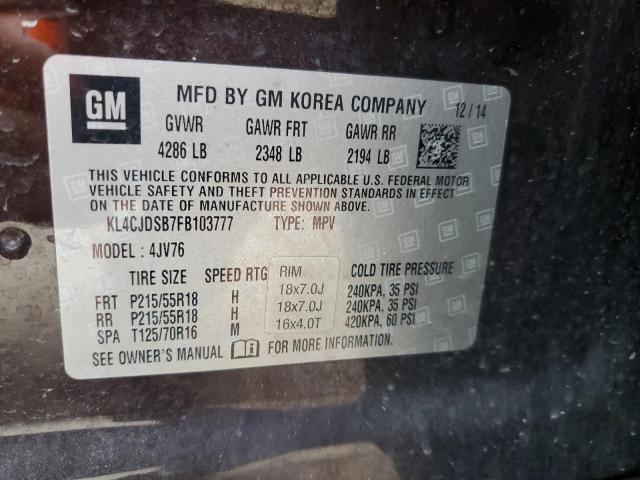 GM MFD BY GM KOREA COMPANY 12 / 14
GVWR GAWR FRT GAWR RR
4286 LB 2348 LB 2194 LB
THIS VEHICLE CONFORMS TO ALL APPLICABLE U.S. FEDERAL MOTOR
VEHICLE SAFETY AND THEFT PREVENTION STANDARDS IN EFFECT
ON THE DATE OF MANUFACTURE SHOWN ABOVE.
KL4CJDSB7FB103777 TYPE: MPV
MODEL: 4JV76
TIRE SIZE SPEED RTG RIM COLD TIRE PRESSURE
FRT P215/55R18 H 18x7.0J 240KPA, 35 PSI
RR P215/55R18 H 18x7.0J 240KPA, 35 PSI
SPA T125/70R16 M 16x4.0T 420KPA, 60 PSI
SEE OWNER'S MANUAL FOR MORE INFORMATION.